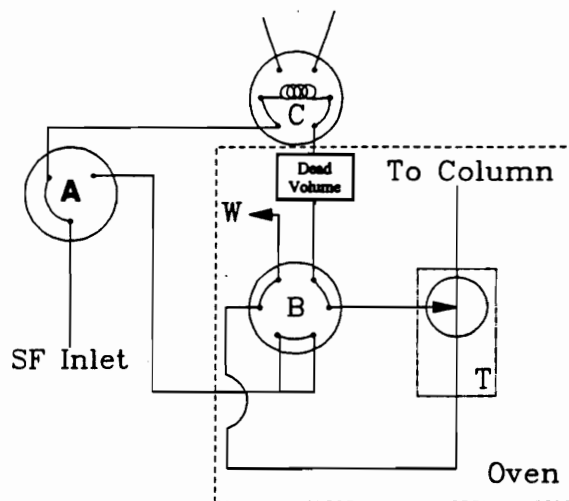 C
Dead
Volume
To Column
A
W
B
SF Inlet
T
Oven